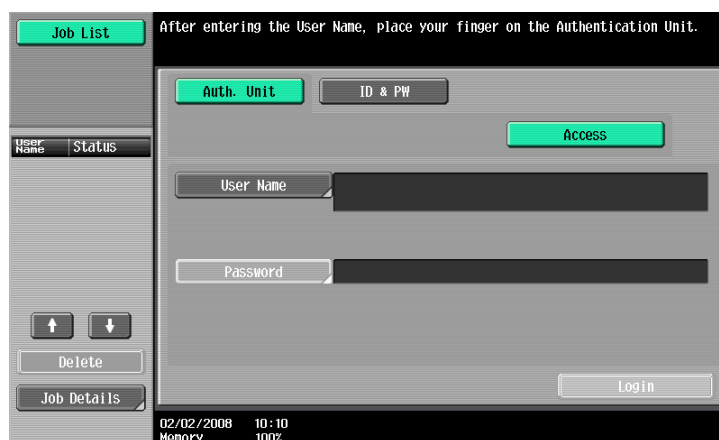 Job List
After entering the User Name, place your finger on the Authentication Unit.
Auth. Unit
ID & PW
Access
User Name
Status
User Name
Password
Delete
Login
Job Details
02/02/2008 10:10
Memory 100%